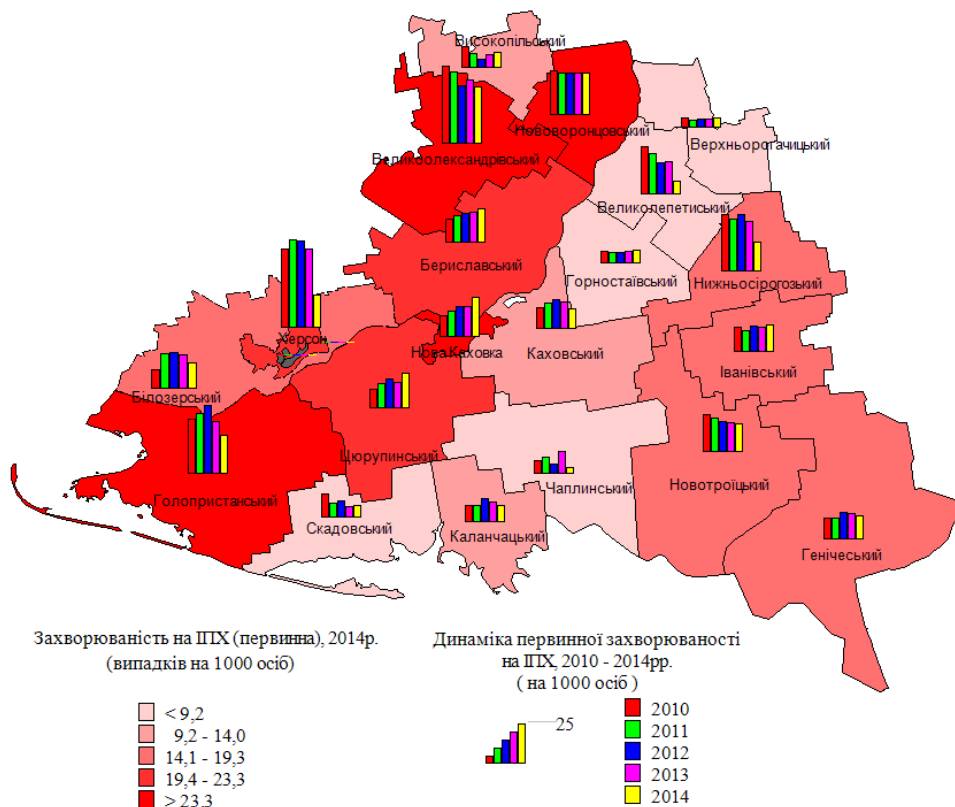 Високопільський
Нововоронцовський
Великоолександрівський
Верхньорогачицький
Великолепетиський
Бериславський
Горностаївський
Нижньосірогозький
Херсон
Нова Каховка
Каховський
Іванівський
Білозерський
Цюрупинський
Голопристанський
Чаплинський
Новотроїцький
Скадовський
Каланчацький
Генічеський
Захворюваність на ІПХ (первинна), 2014р.
(випадків на 1000 осіб)
< 9,2
9,2 - 14,0
14,1 - 19,3
19,4 - 23,3
> 23,3
Динаміка первинної захворюваності
на ІПХ, 2010 - 2014рр.
( на 1000 осіб )
25
2010
2011
2012
2013
2014